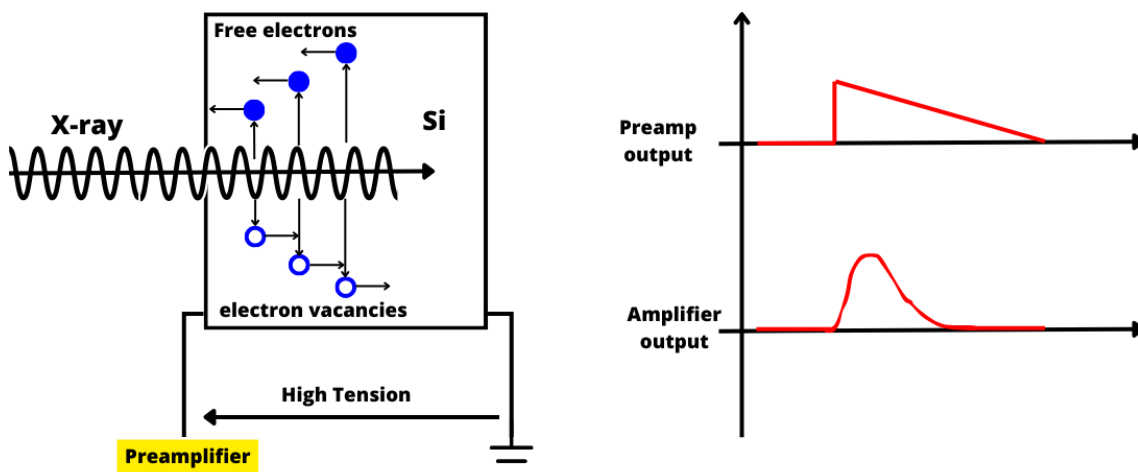 Free electrons
X-ray
Si
electron vacancies
High Tension
Preamplifier
Preamp
output
Amplifier
output